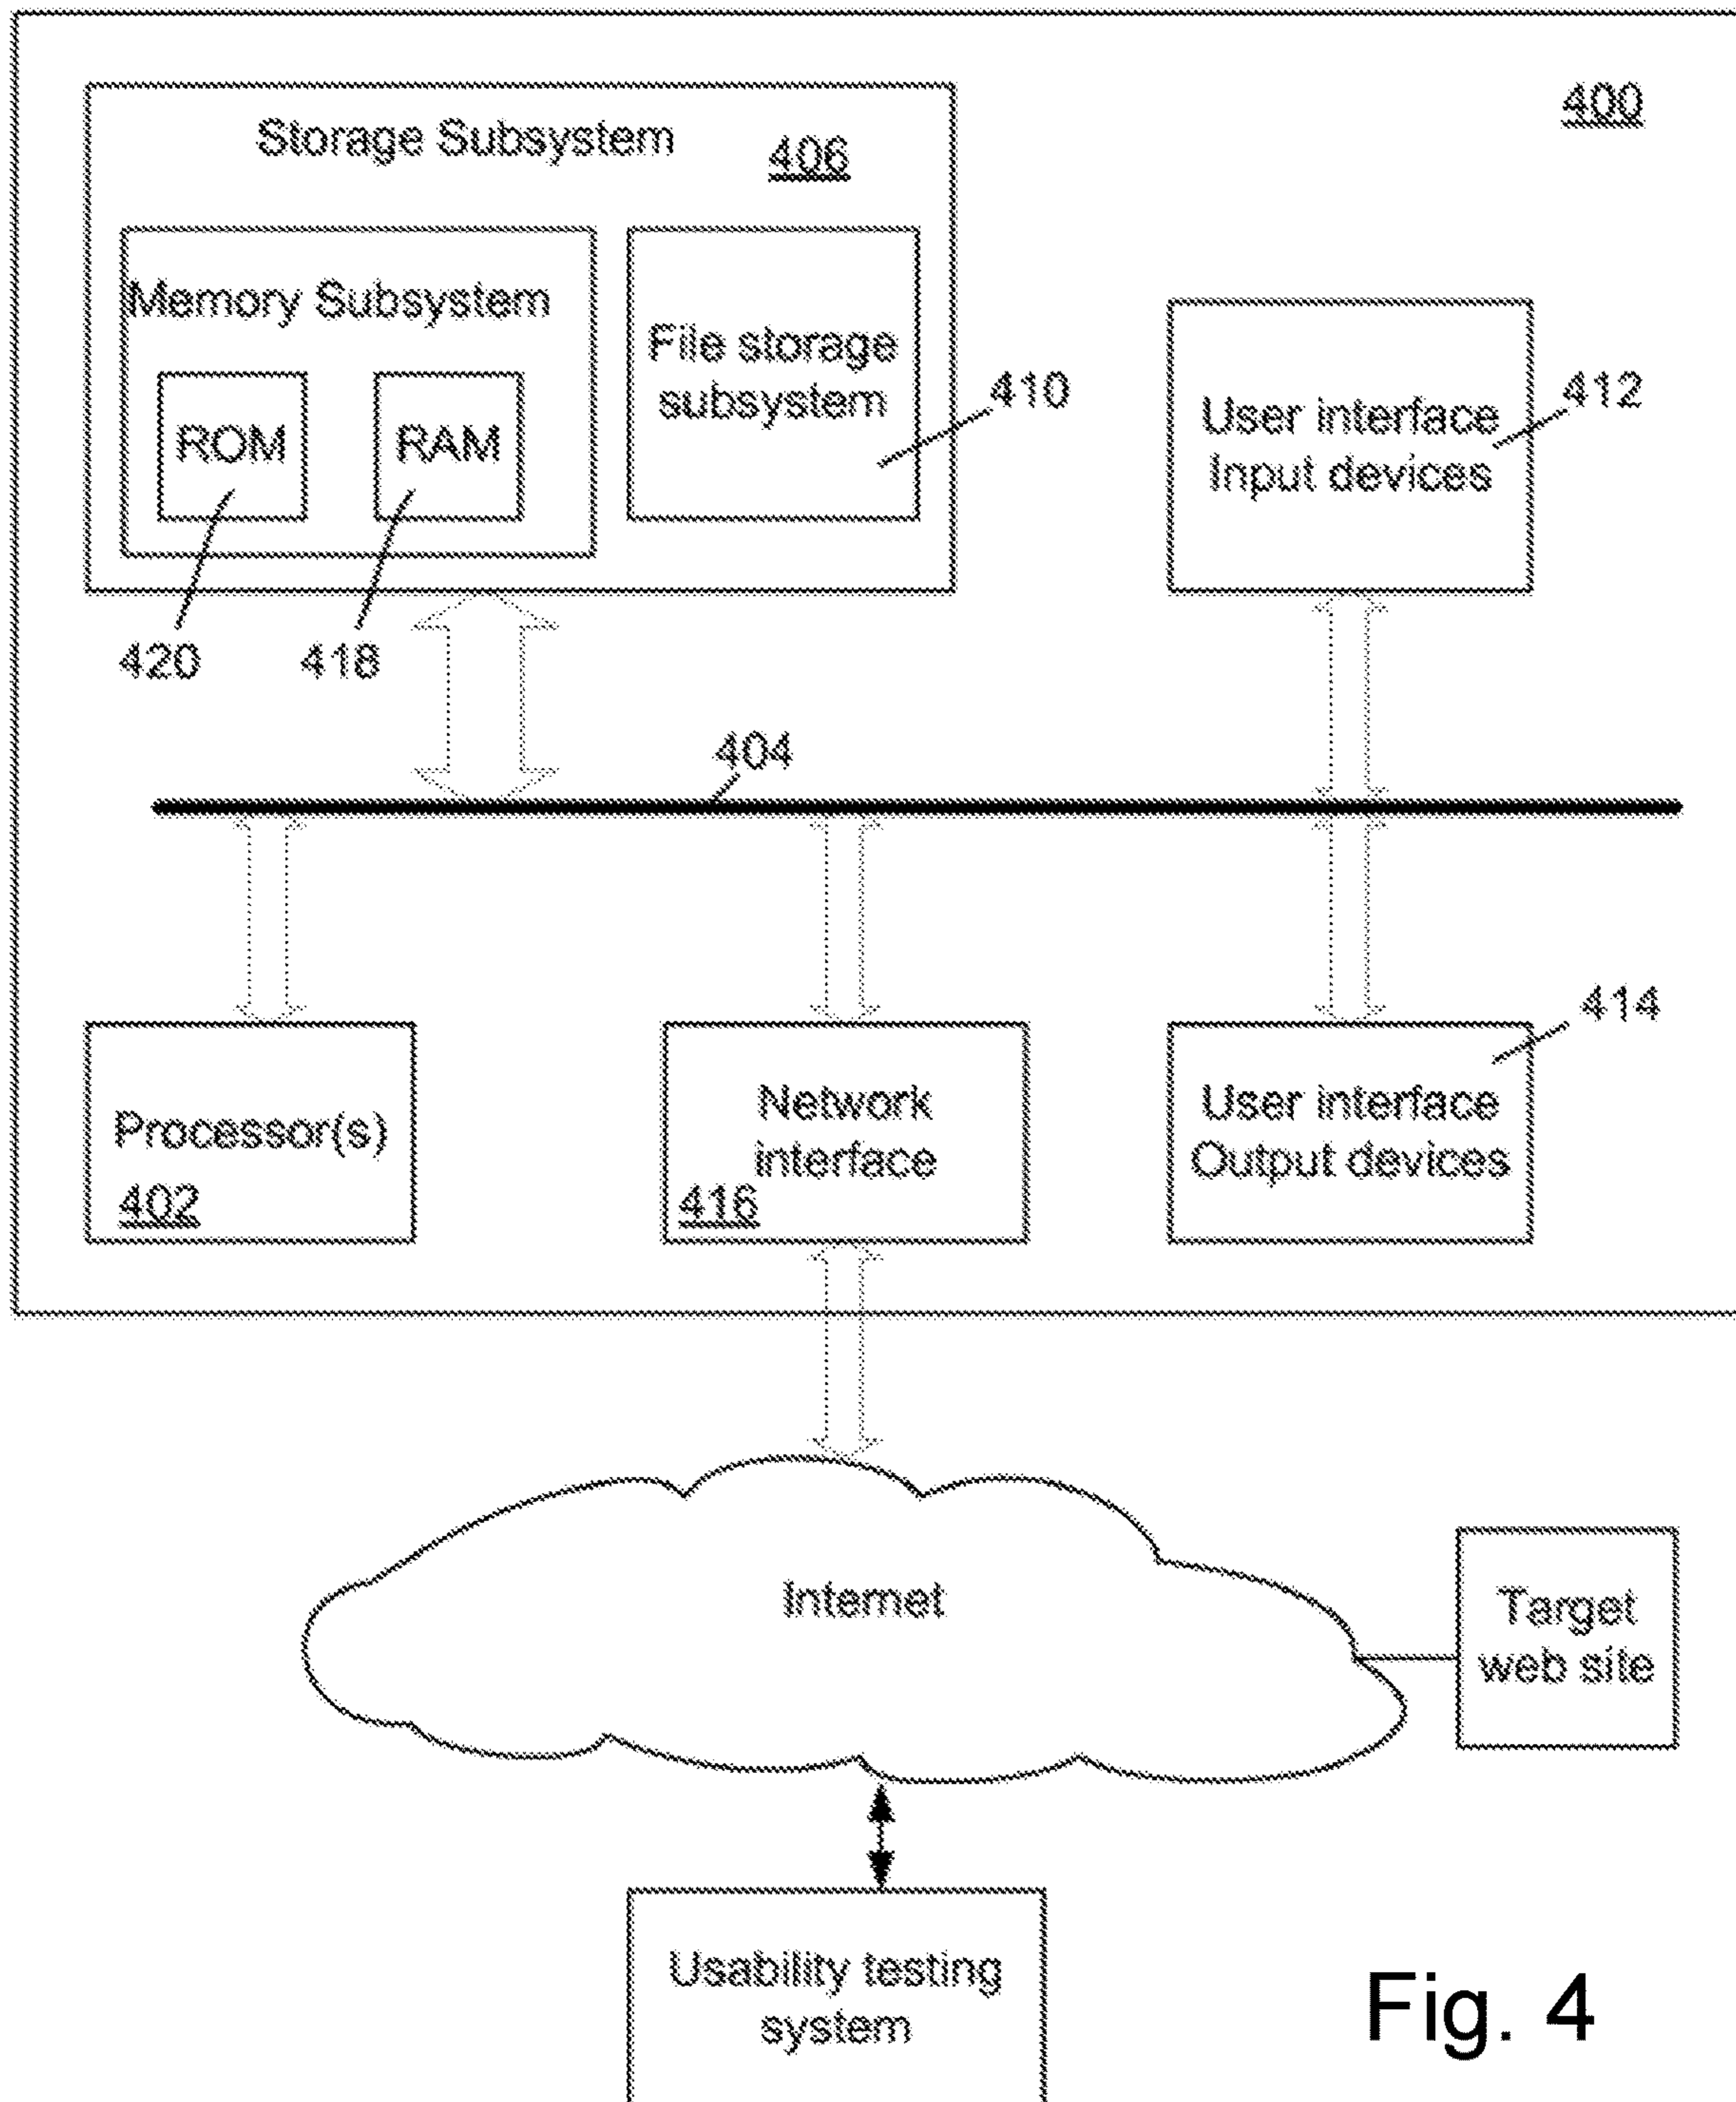 400
Storage Subsystem
406
Memory Subsystem
File storage
subsystem
410
ROM
RAM
420
418
User interface
Input devices
412
404
Processor(s)
402
Network
interface
416
User interface
Output devices
414
Internet
Target
web site
Usability testing
system
Fig. 4